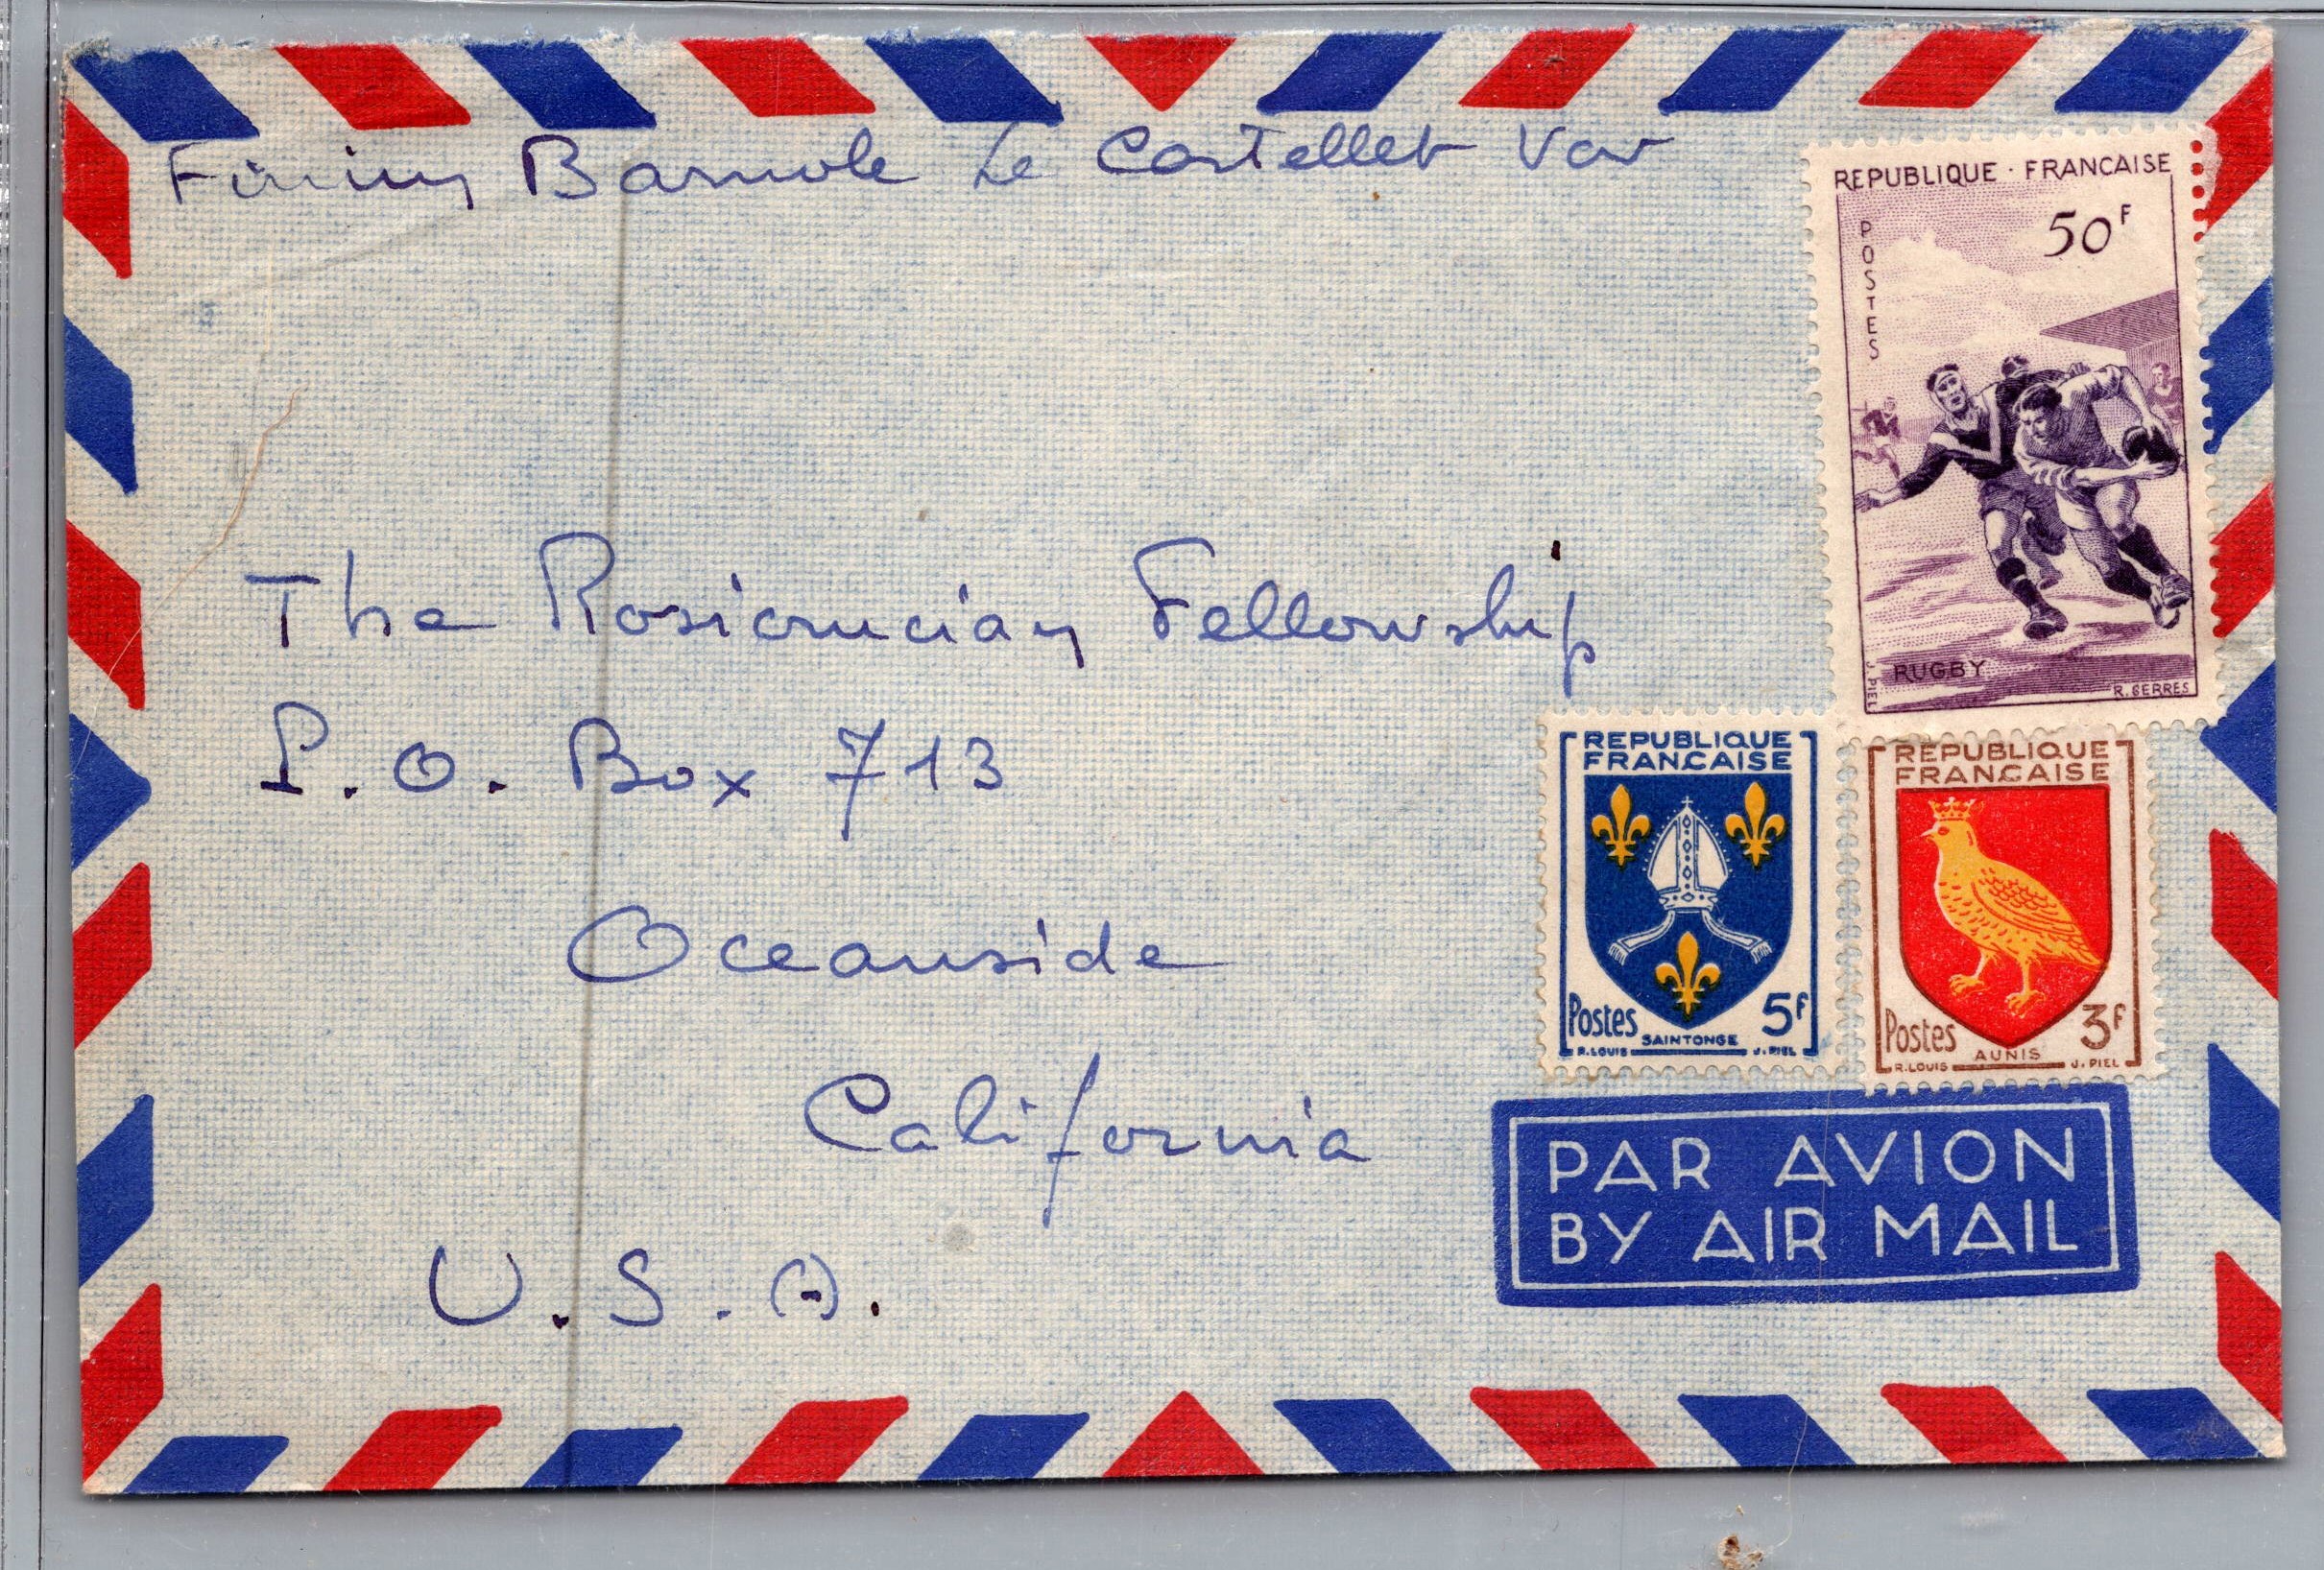 Barnole Le Castellet Var
REPUBLIQUE · FRANCAISE
POSTES
50F
RUGBY
J. PIEL
R. SERRES
The Rosicrucian Fellowship
P. O. Box 713
Oceanside
California
U. S. A.
REPUBLIQUE
FRANCAISE
Postes
5F
SAINTONGE
R. LOUIS
J. PIEL
REPUBLIQUE
FRANCAISE
Postes
3F
AUNIS
R. LOUIS
J. PIEL
PAR AVION
BY AIR MAIL